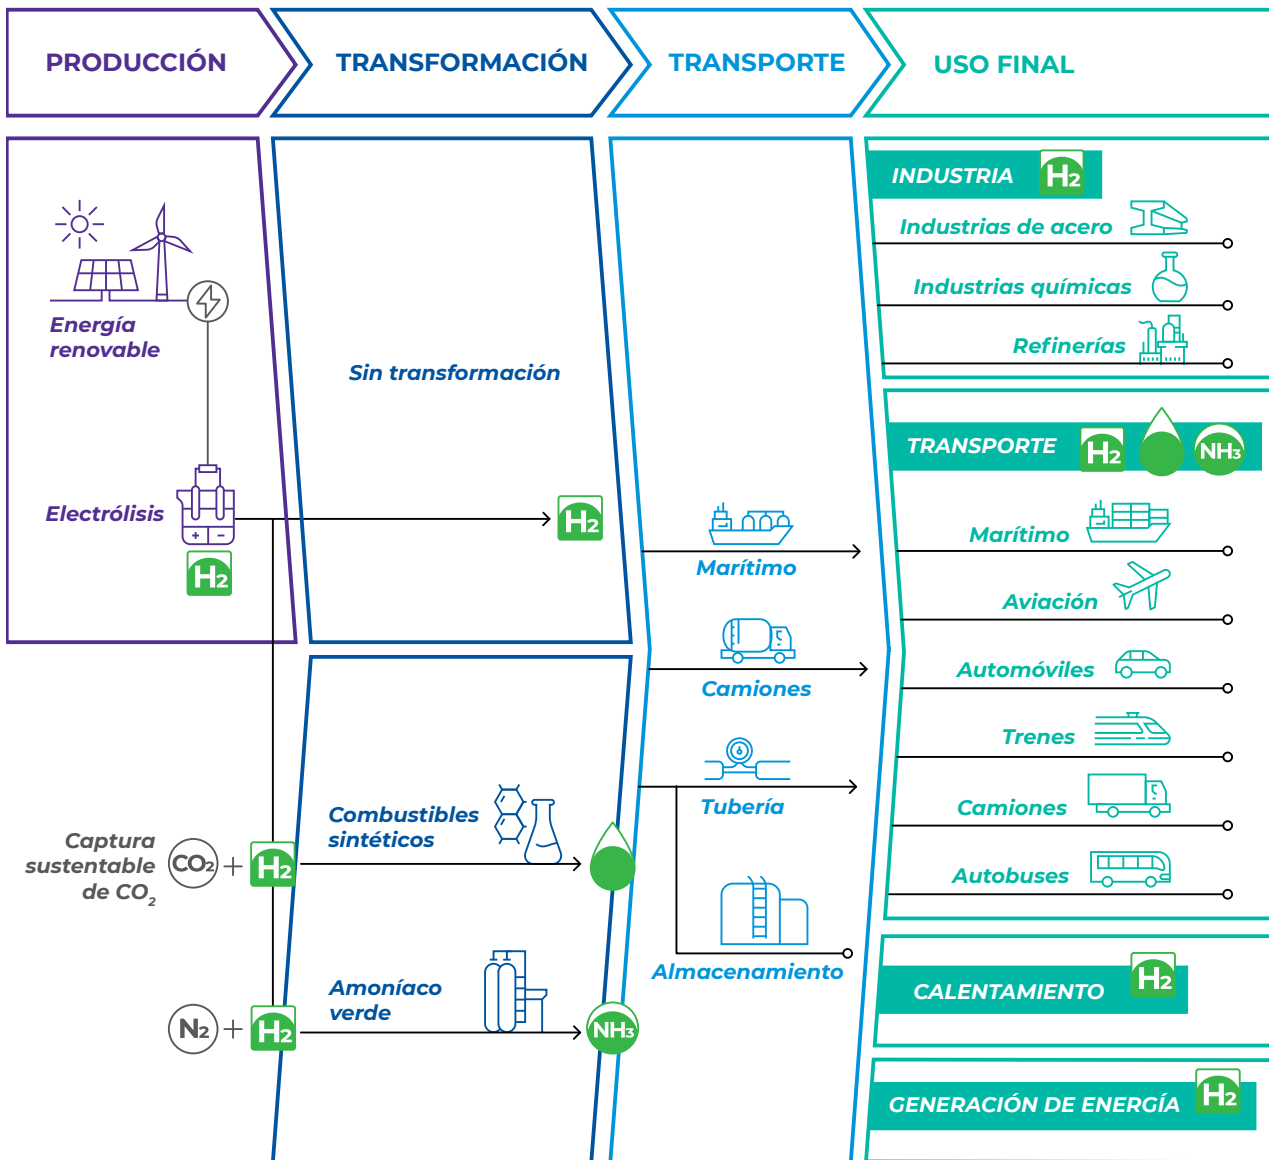 PRODUCCIÓN
TRANSFORMACIÓN
TRANSPORTE
USO FINAL
Energía
renovable
Electrólisis
+ -
H2
Captura
sustentable
de CO2
CO2 + H2
N2 + H2
Sin transformación
H2
Combustibles
sintéticos
Amoníaco
verde
NH3
Marítimo
Camiones
Tubería
Almacenamiento
INDUSTRIA H2
Industrias de acero
Industrias químicas
Refinerías
TRANSPORTE H2 NH3
Marítimo
Aviación
Automóviles
Trenes
Camiones
Autobuses
CALENTAMIENTO H2
GENERACIÓN DE ENERGÍA H2